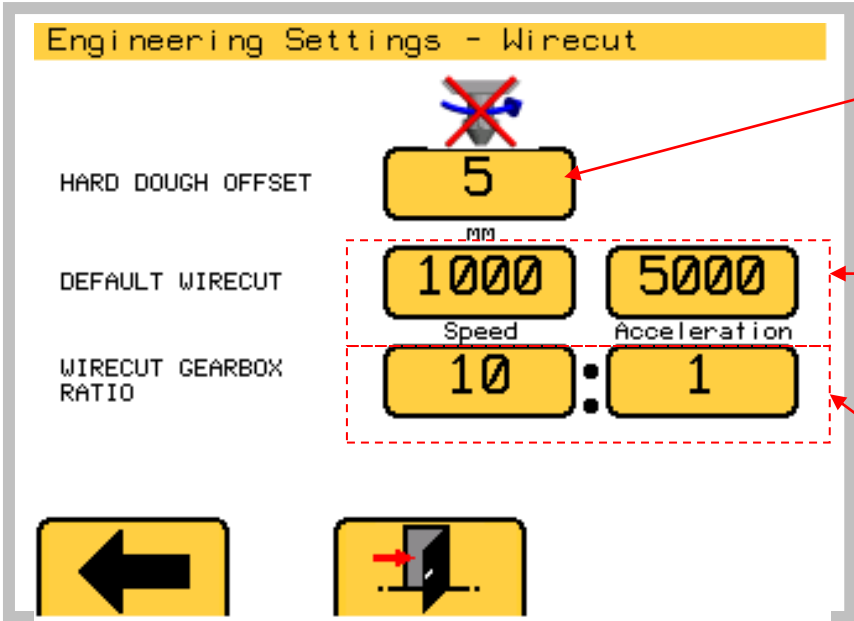 Engineering Settings - Wirecut
HARD DOUGH OFFSET
5
MM
DEFAULT WIRECUT
1000
5000
Speed
Acceleration
WIRECUT GEARBOX
RATIO
10
:
1